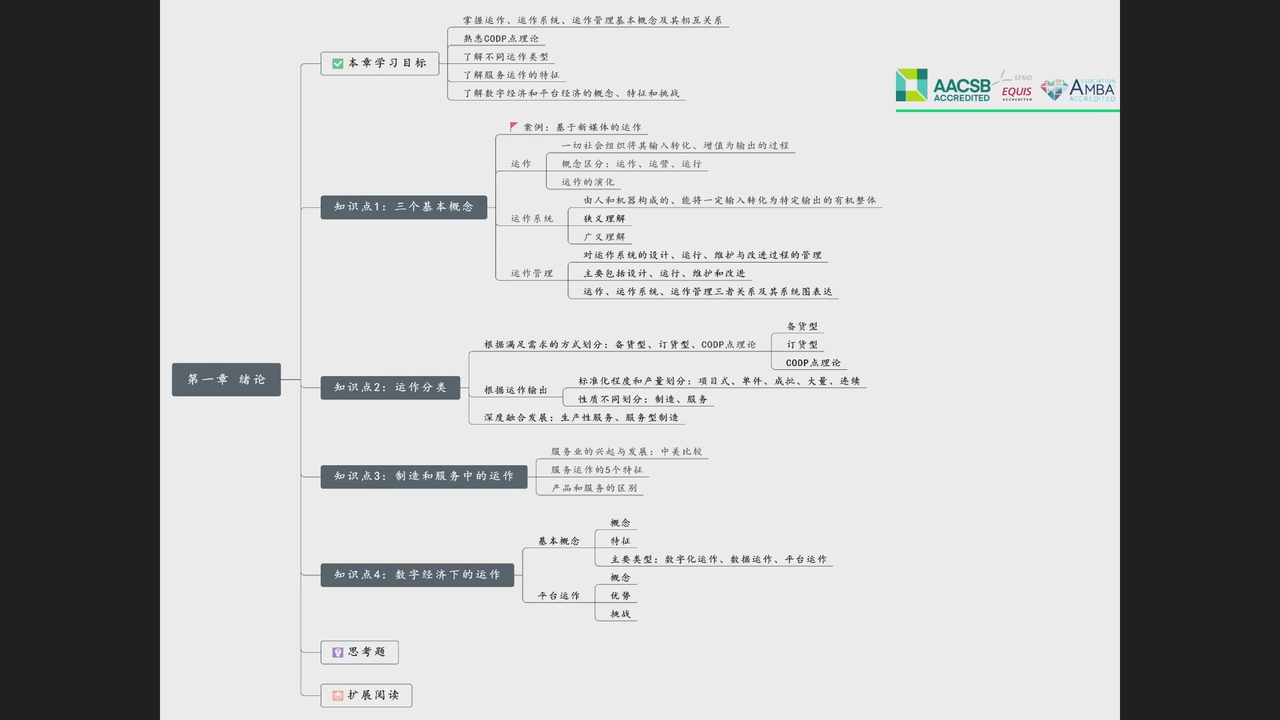 掌握运作、运作系统、运作管理基本概念及其相互关系
熟悉CODP点理论
本章学习目标
了解不同运作类型
了解服务运作的特征
了解数字经济和平台经济的概念、特征和挑战
AACSB
ACCREDITED
EFMD
EQUIS
ACCREDITED
ASSOCIATION
AMBA
ACCREDITED
案例：基于新媒体的运作
一切社会组织将其输入转化、增值为输出的过程
运作
概念区分：运作、运营、运行
运作的演化
知识点1：三个基本概念
由人和机器构成的、能将一定输入转化为特定输出的有机整体
运作系统
狭义理解
广义理解
对运作系统的设计、运行、维护与改进过程的管理
运作管理
主要包括设计、运行、维护和改进
运作、运作系统、运作管理三者关系及其系统图表达
第一章 绪论
知识点2：运作分类
根据满足需求的方式划分：备货型、订货型、CODP点理论
备货型
订货型
CODP点理论
根据运作输出
标准化程度和产量划分：项目式、单件、成批、大量、连续
性质不同划分：制造、服务
深度融合发展：生产性服务、服务型制造
知识点3：制造和服务中的运作
服务业的兴起与发展：中美比较
服务运作的5个特征
产品和服务的区别
知识点4：数字经济下的运作
基本概念
概念
特征
主要类型：数字化运作、数据运作、平台运作
平台运作
概念
优势
挑战
思考题
扩展阅读